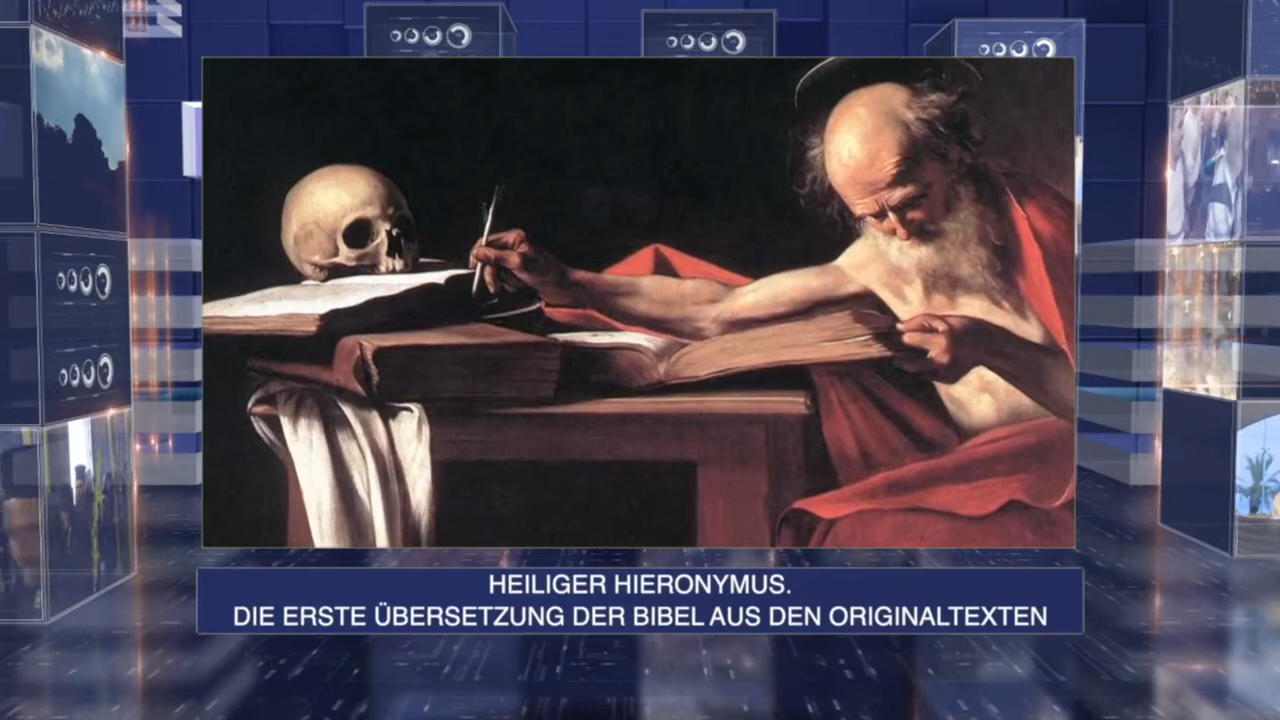 HEILIGER HIERONYMUS.
DIE ERSTE ÜBERSETZUNG DER BIBEL AUS DEN ORIGINALTEXTEN